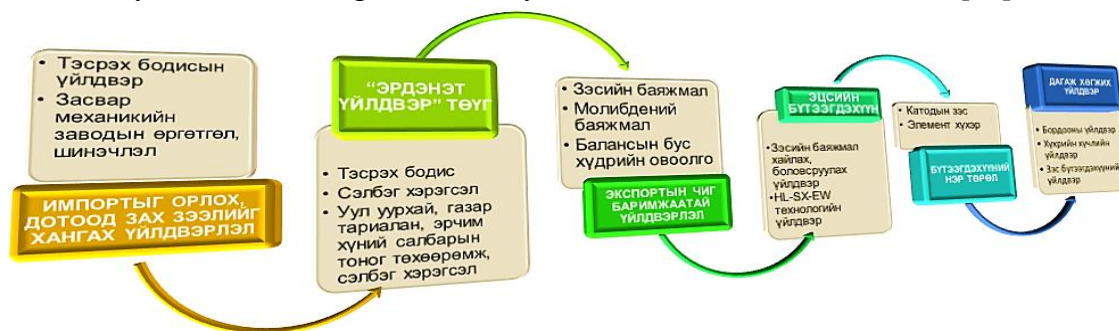 • Тэсрэх бодисын
үйлдвэр
• Засвар
механикийн
заводын өргөтгөл,
шинэчлэл
ИМПОРТЫГ ОРЛОХ,
ДОТООД ЗАХ ЗЭЭЛИЙГ
ХАНГАХ ҮЙЛДВЭРЛЭЛ
"ЭРДЭНЭТ
ҮЙЛДВЭР" ТӨҮГ
• Тэсрэх бодис
• Сэлбэг хэрэгсэл
• Уул уурхай, газар
тариалан, эрчим
хүний салбарын
тоног төхөөрөмж,
сэлбэг хэрэгсэл
• Зэсийн баяжмал
• Молибдений
баяжмал
• Балансын бус
хүдрийн овоолго
ЭКСПОРТЫН ЧИГ
БАРИМЖААТАЙ
ҮЙЛДВЭРЛЭЛ
ЭЦСИЙН
БҮТЭЭГДЭХҮҮН
•Зэсийн баяжмал
хайлах,
боловсруулах
үйлдвэр
•HL-SX-EW
технологийн
үйлдвэр
• Катодын зэс
• Элемент хүхэр
БҮТЭЭГДЭХҮҮНИЙ
НЭР ТӨРӨЛ
ДАГАЖ ХӨГЖИХ
ҮЙЛДВЭР
• Бордооны үйлдвэр
• Хүхрийн хүчлийн
үйлдвэр
• Зэс бүтээгдэхүүний
үйлдвэр